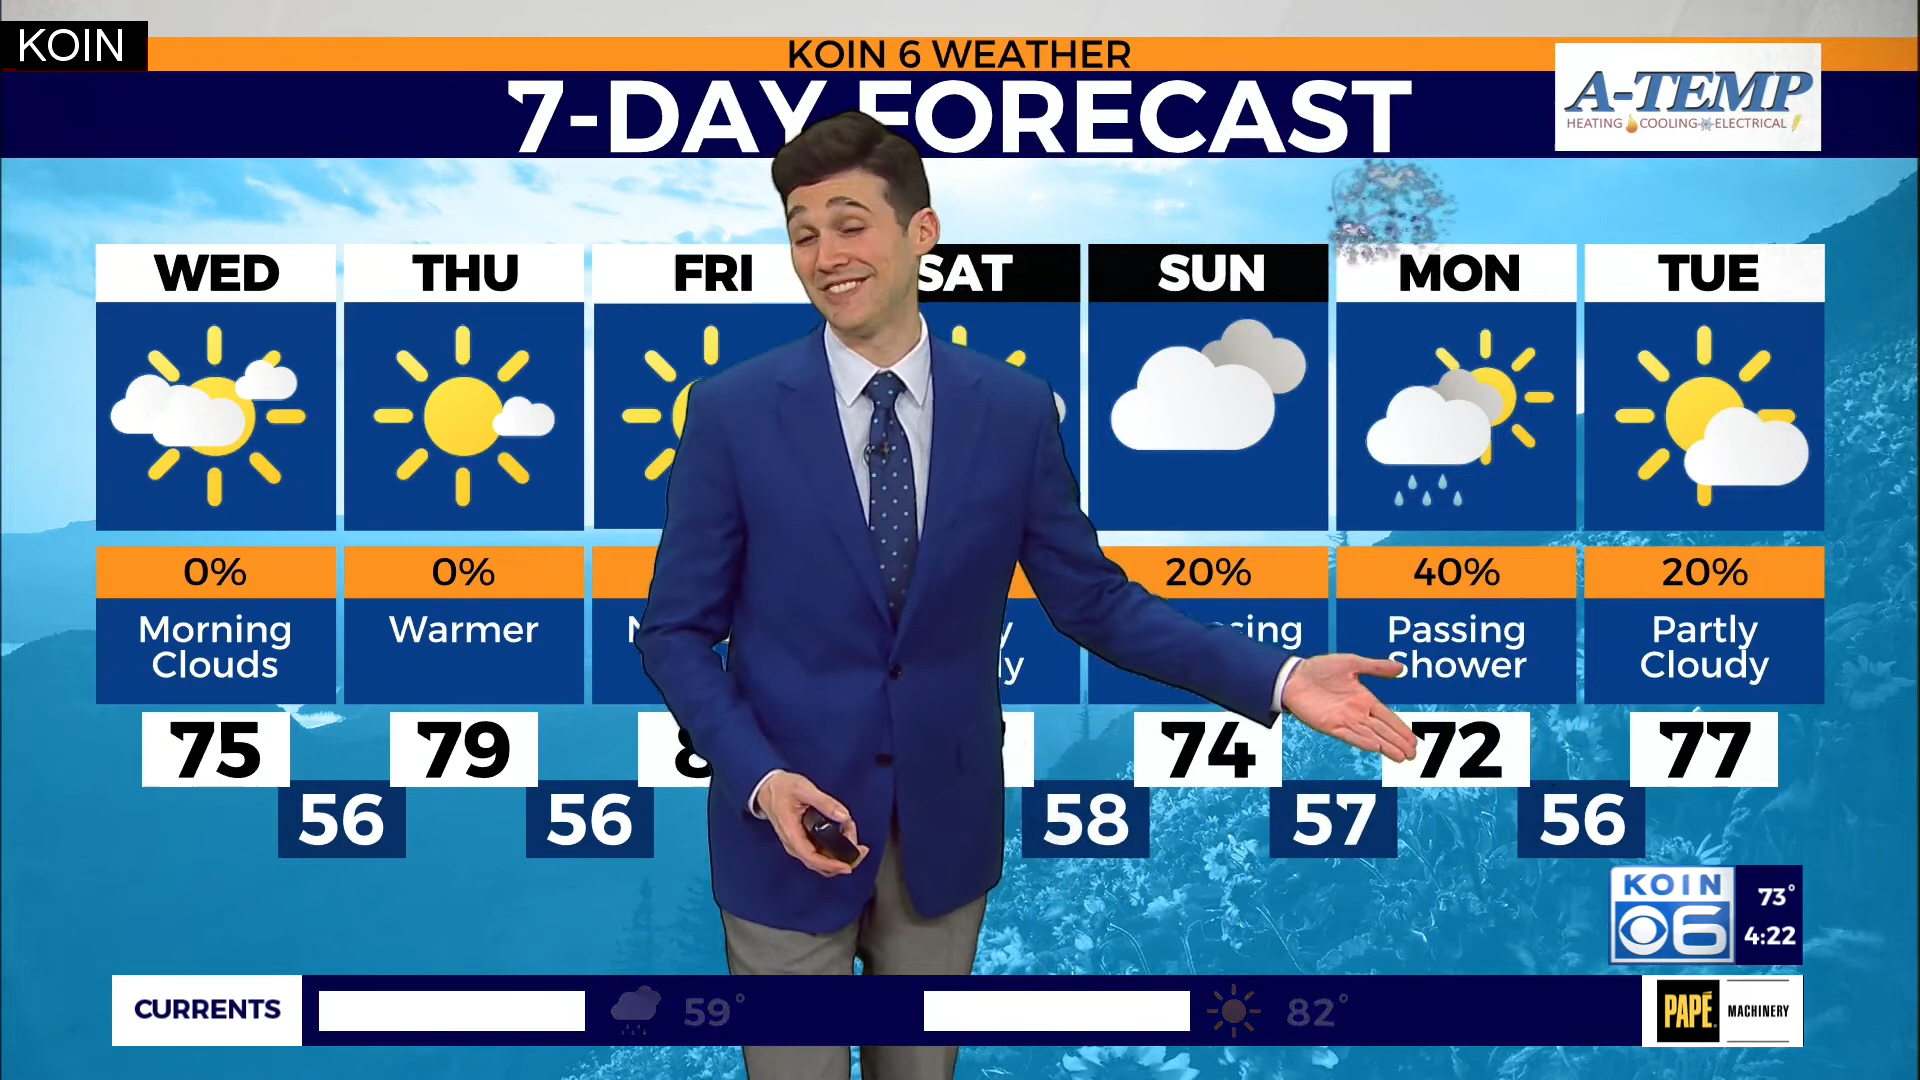 KOIN
KOIN 6 WEATHER
7-DAY FORECAST
A-TEMP
HEATING COOLING ELECTRICAL
WED THU FRI SAT SUN MON TUE
0% 0% 20% 40% 20%
Morning Warmer Passing Partly
Clouds Shower Cloudy
75 79 74 72 77
56 56 58 57 56
KOIN
6
73°
4:22
CURRENTS 59° 82°
PAPÉ MACHINERY